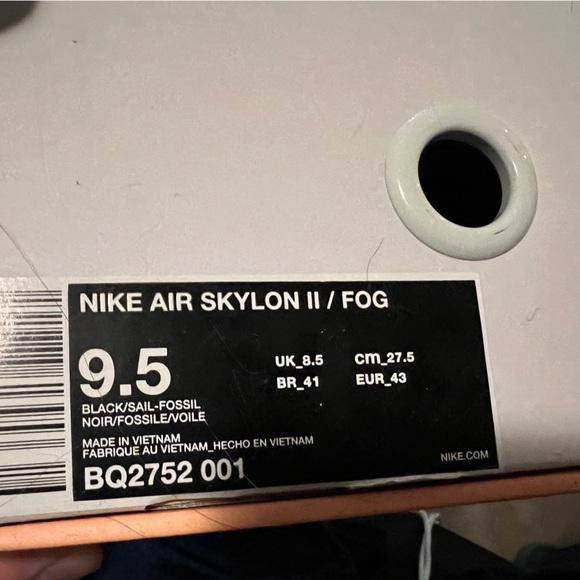 NIKE AIR SKYLON II / FOG
9.5
UK_8.5 cm_27.5
BR_41 EUR_43
BLACK/SAIL-FOSSIL
NOIR/FOSSILE/VOILE
MADE IN VIETNAM
FABRIQUE AU VIETNAM_HECHO EN VIETNAM
BQ2752 001
NIKE.COM